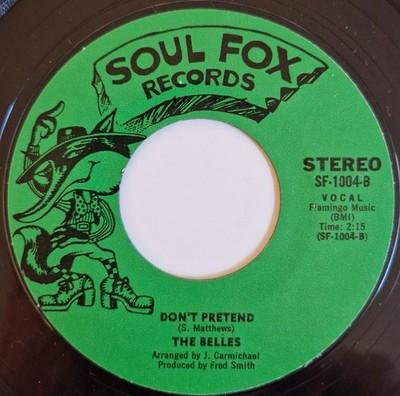 SOUL FOX
RECORDS
STEREO
SF-1004-B
VOCAL
Flamingo Music
(BMI)
Time: 2:15
(SF-1004-B)
DON'T PRETEND
(S. Matthews)
THE BELLES
Arranged by J. Carmichael
Produced by Fred Smith